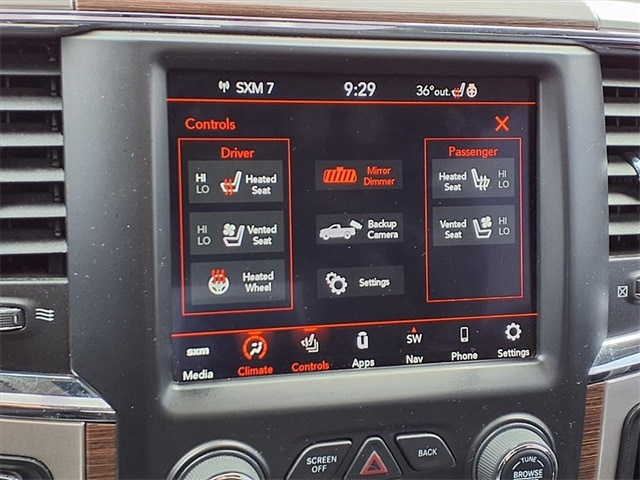 SXM 7
9:29
36°out.
Controls
X
Driver
HI
LO
Heated
Seat
HI
LO
Vented
Seat
Heated
Wheel
Mirror
Dimmer
Backup
Camera
Settings
Passenger
Heated
Seat
HI
LO
Vented
Seat
HI
LO
sxm
Media
Climate
Controls
Apps
SW
Nav
Phone
Settings
SCREEN
OFF
BACK
TUNE
BROWSE